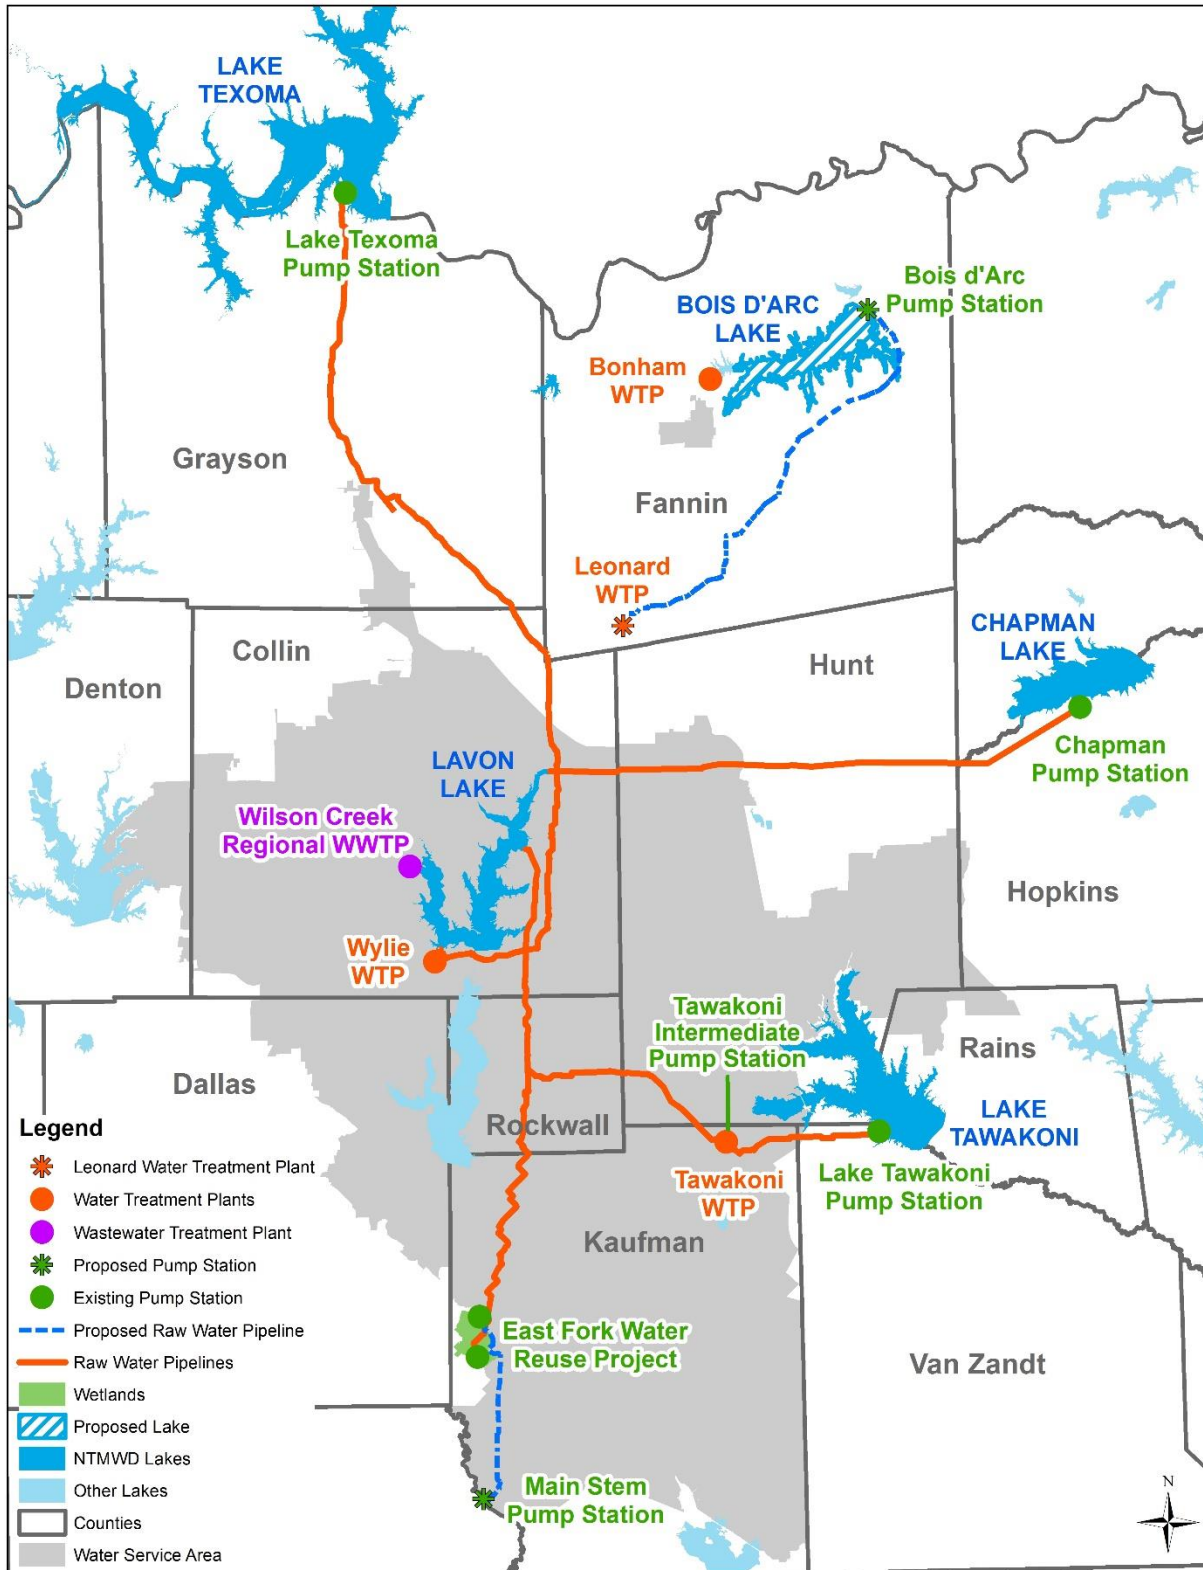 LAKE
TEXOMA
Lake Texoma
Pump Station
Bois d'Arc
Pump Station
BOIS D'ARC
LAKE
Bonham
WTP
Grayson
Fannin
Leonard
WTP
CHAPMAN
LAKE
Collin
Hunt
Denton
Chapman
Pump Station
LAVON
LAKE
Wilson Creek
Regional WWTP
Hopkins
Wylie
WTP
Tawakoni
Intermediate
Pump Station
Rains
Dallas
Rockwall
LAKE
TAWAKONI
Lake Tawakoni
Pump Station
Tawakoni
WTP
Kaufman
East Fork Water
Reuse Project
Van Zandt
Main Stem
Pump Station
Legend
Leonard Water Treatment Plant
Water Treatment Plants
Wastewater Treatment Plant
Proposed Pump Station
Existing Pump Station
Proposed Raw Water Pipeline
Raw Water Pipelines
Wetlands
Proposed Lake
NTMWD Lakes
Other Lakes
Counties
Water Service Area
N